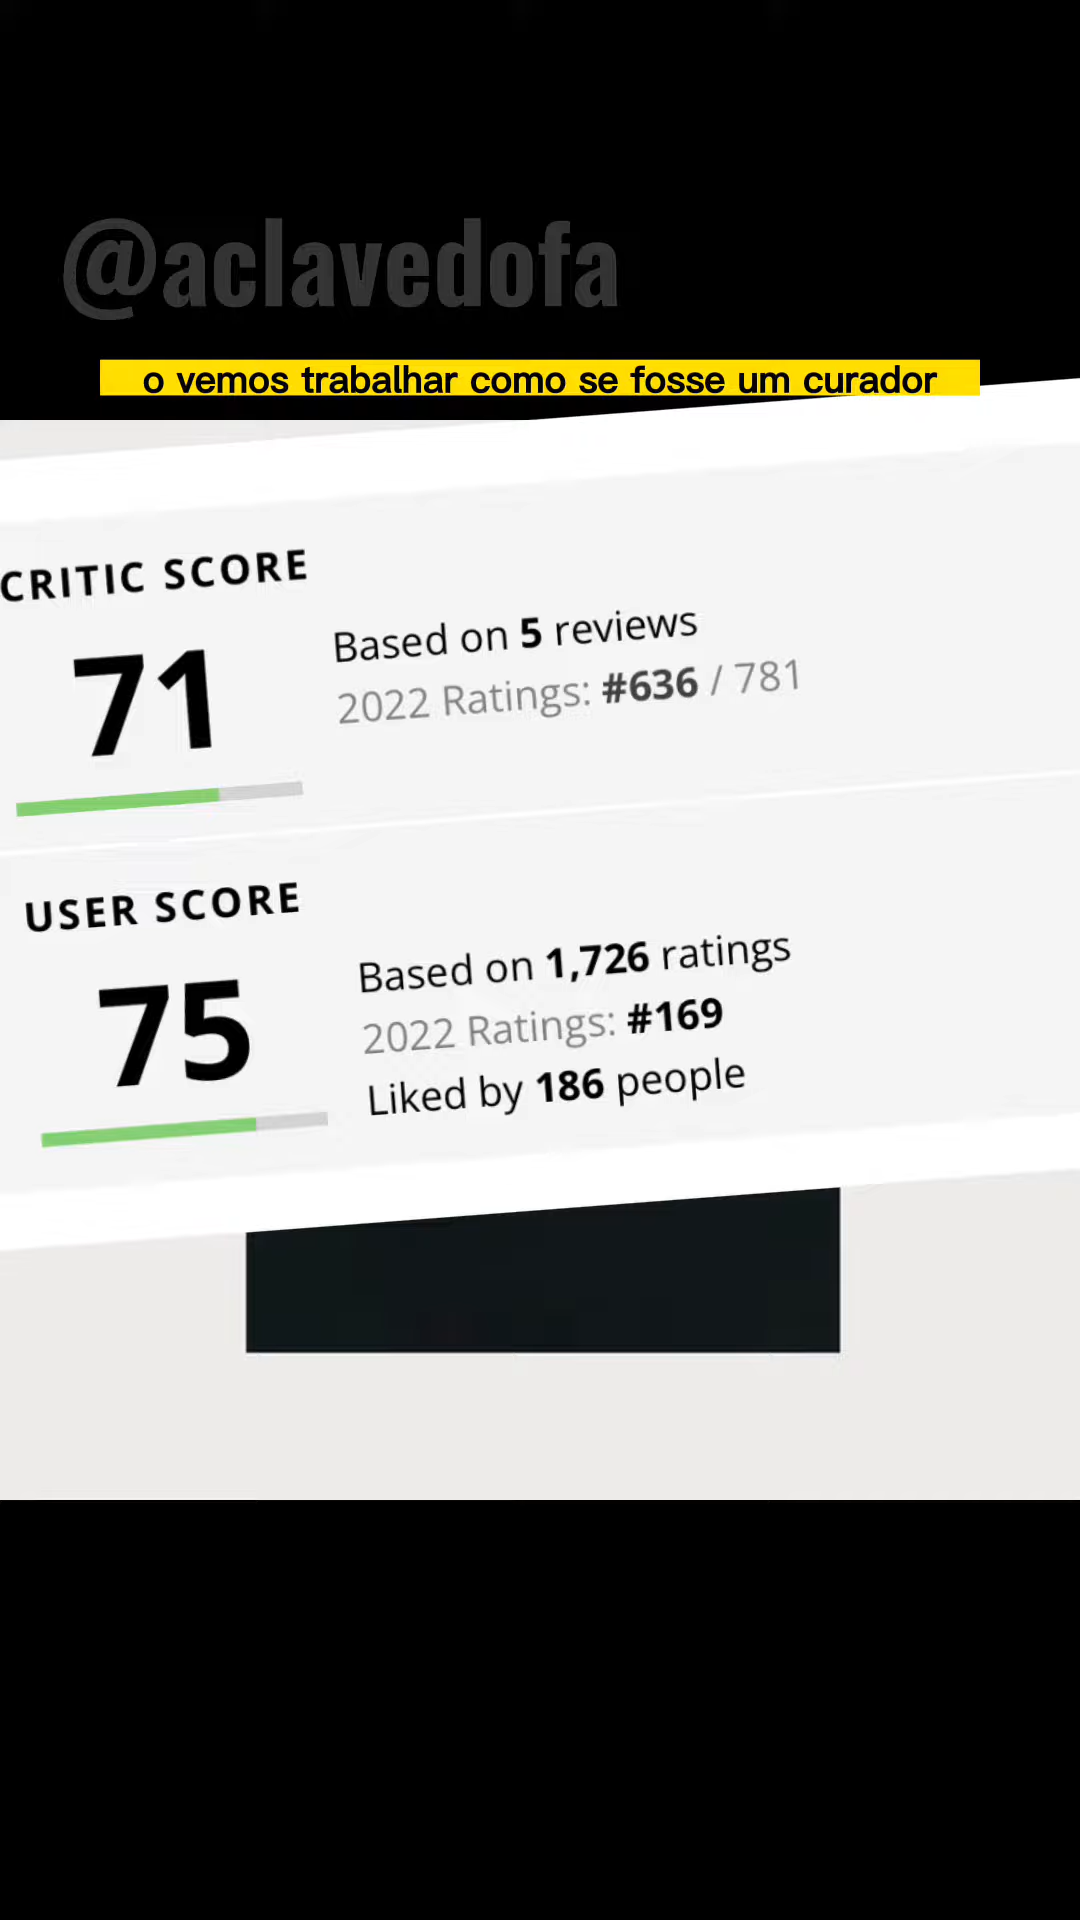 @aclavedofa
o vemos trabalhar como se fosse um curador
CRITIC SCORE
71
Based on 5 reviews
2022 Ratings: #636 / 781
USER SCORE
75
Based on 1,726 ratings
2022 Ratings: #169
Liked by 186 people